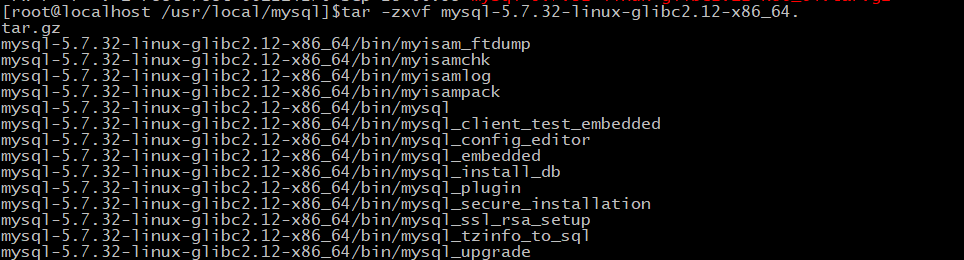 [root@localhost /usr/local/mysql]$tar -zxvf mysql-5.7.32-linux-glibc2.12-x86_64.
tar.gz
mysql-5.7.32-linux-glibc2.12-x86_64/bin/myisam_ftdump
mysql-5.7.32-linux-glibc2.12-x86_64/bin/myisamchk
mysql-5.7.32-linux-glibc2.12-x86_64/bin/myisamlog
mysql-5.7.32-linux-glibc2.12-x86_64/bin/myisampack
mysql-5.7.32-linux-glibc2.12-x86_64/bin/mysql
mysql-5.7.32-linux-glibc2.12-x86_64/bin/mysql_client_test_embedded
mysql-5.7.32-linux-glibc2.12-x86_64/bin/mysql_config_editor
mysql-5.7.32-linux-glibc2.12-x86_64/bin/mysql_embedded
mysql-5.7.32-linux-glibc2.12-x86_64/bin/mysql_install_db
mysql-5.7.32-linux-glibc2.12-x86_64/bin/mysql_plugin
mysql-5.7.32-linux-glibc2.12-x86_64/bin/mysql_secure_installation
mysql-5.7.32-linux-glibc2.12-x86_64/bin/mysql_ssl_rsa_setup
mysql-5.7.32-linux-glibc2.12-x86_64/bin/mysql_tzinfo_to_sql
mysql-5.7.32-linux-glibc2.12-x86_64/bin/mysql_upgrade